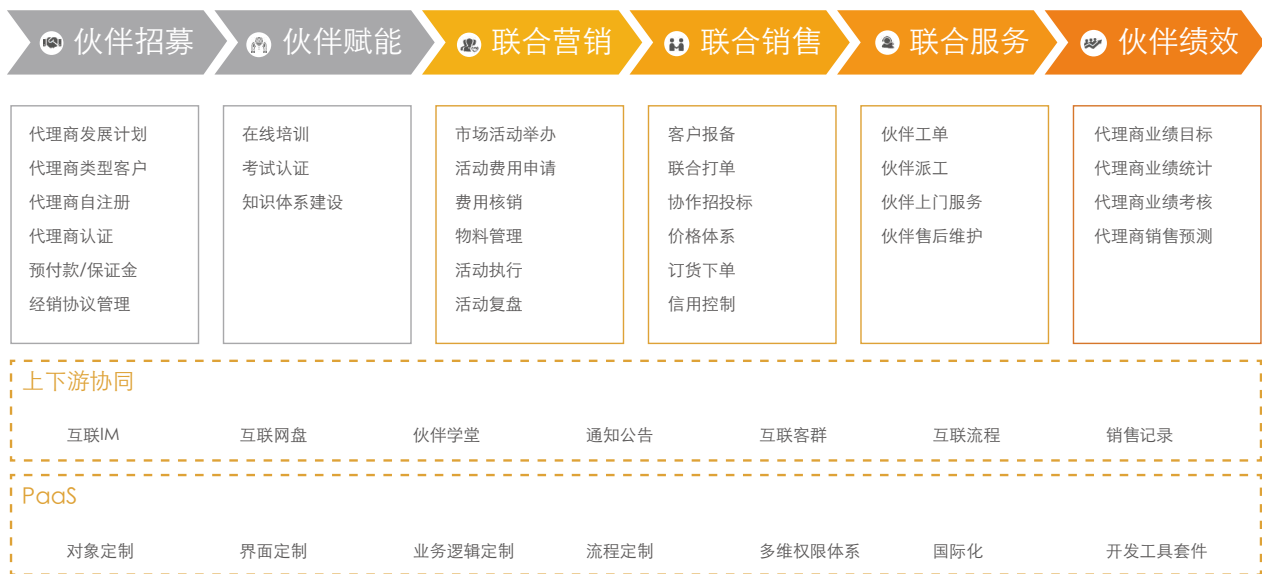 伙伴招募
伙伴赋能
联合营销
联合销售
联合服务
伙伴绩效
代理商发展计划
代理商类型客户
代理商自注册
代理商认证
预付款/保证金
经销协议管理
在线培训
考试认证
知识体系建设
市场活动举办
活动费用申请
费用核销
物料管理
活动执行
活动复盘
客户报备
联合打单
协作招投标
价格体系
订货下单
信用控制
伙伴工单
伙伴派工
伙伴上门服务
伙伴售后维护
代理商业绩目标
代理商业绩统计
代理商业绩考核
代理商销售预测
上下游协同
互联IM
互联网盘
伙伴学堂
通知公告
互联客群
互联流程
销售记录
PaaS
对象定制
界面定制
业务逻辑定制
流程定制
多维权限体系
国际化
开发工具套件